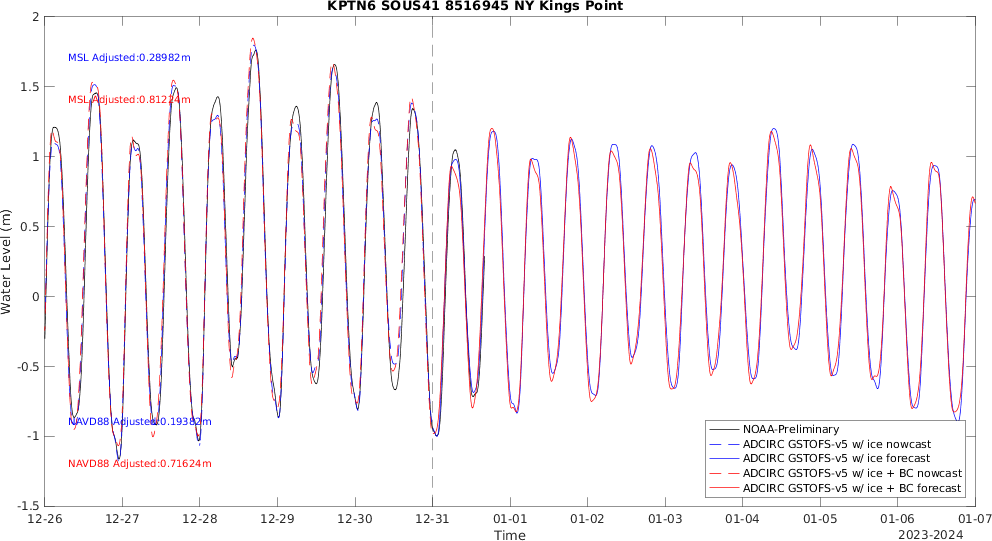 KPTN6 SOUS41 8516945 NY Kings Point
2
1.5
1
0.5
0
-0.5
-1
-1.5
Water Level (m)
MSL Adjusted:0.28982m
MSL Adjusted:0.81224m
NAVD88 Adjusted:0.19382m
NAVD88 Adjusted:0.71624m
NOAA-Preliminary
ADCIRC GSTOFS-v5 w/ ice nowcast
ADCIRC GSTOFS-v5 w/ ice forecast
ADCIRC GSTOFS-v5 w/ ice + BC nowcast
ADCIRC GSTOFS-v5 w/ ice + BC forecast
12-26 12-27 12-28 12-29 12-30 12-31 01-01 01-02 01-03 01-04 01-05 01-06 01-07
Time
2023-2024